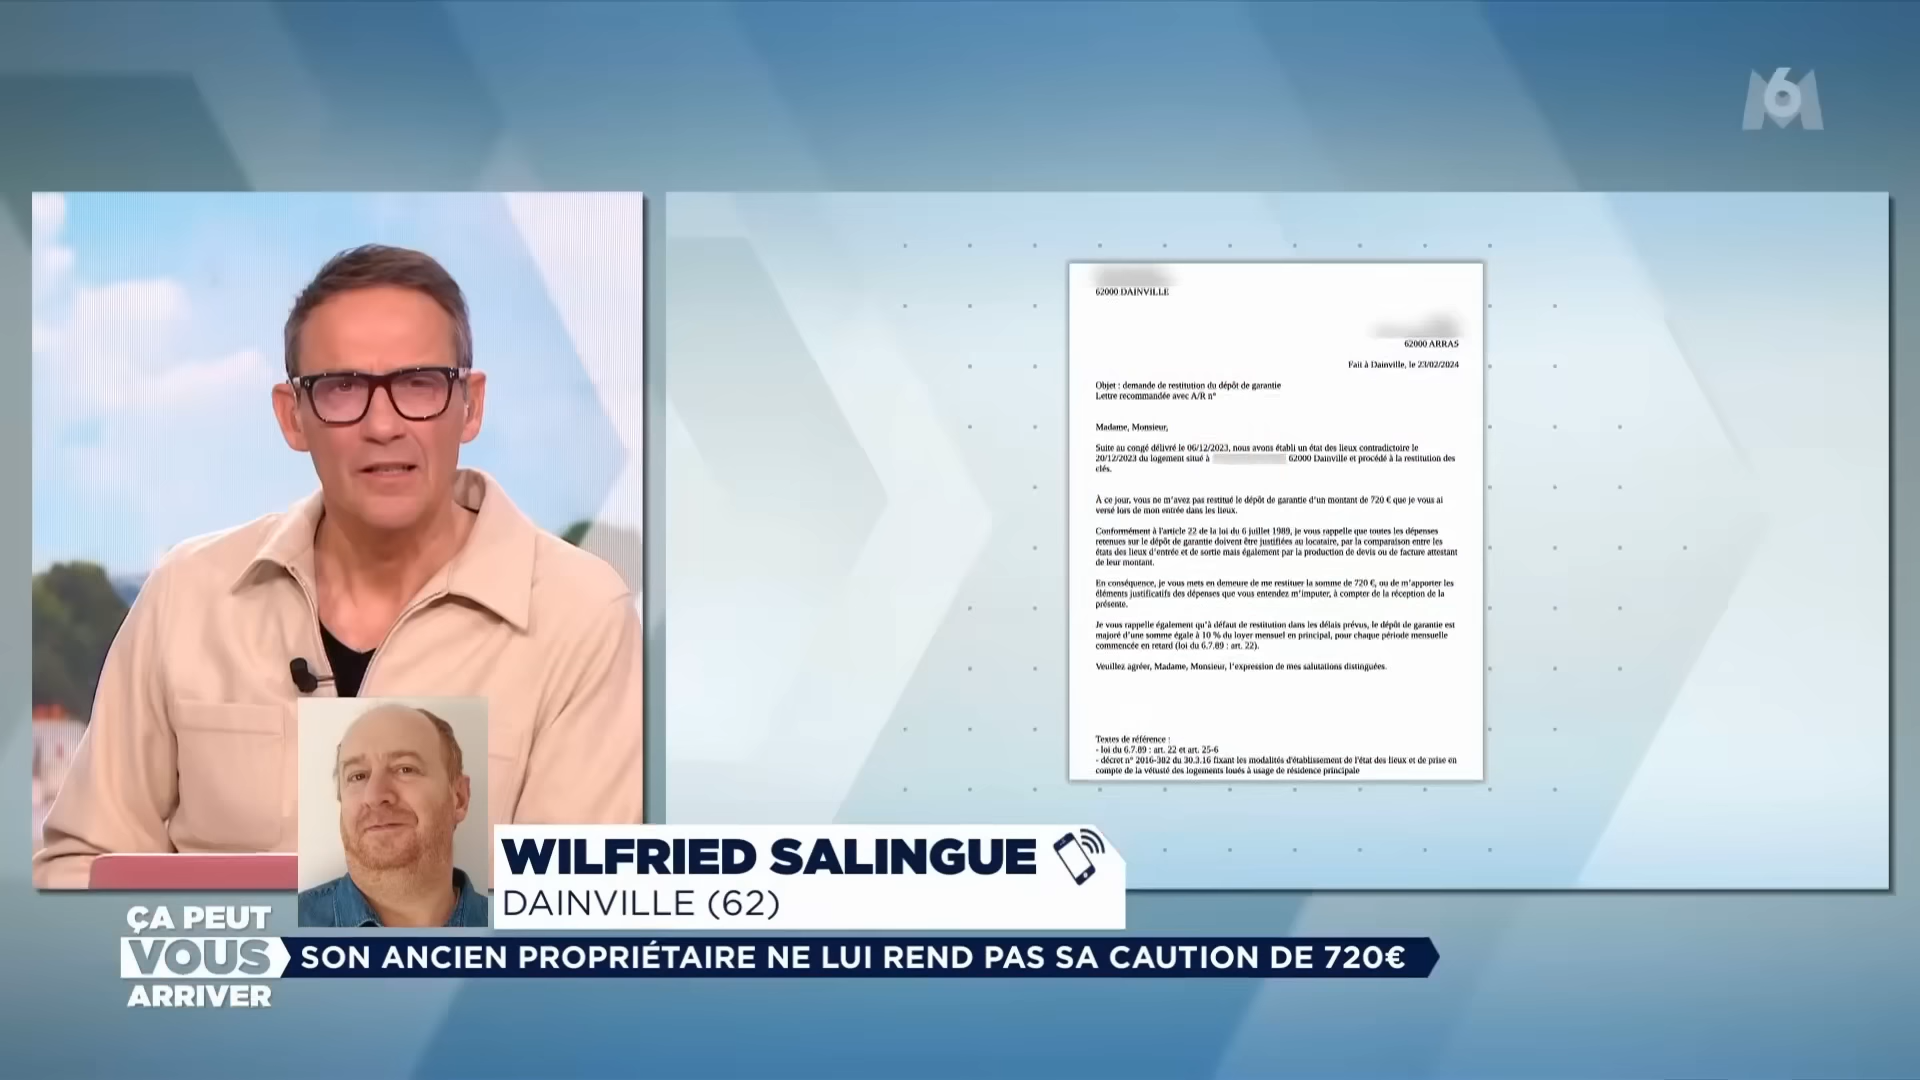 M6
62000 DAINVILLE
62000 ARRAS
Fait à Dainville, le 23/02/2024
Objet : demande de restitution du dépôt de garantie
Lettre recommandée avec A/R n°
Madame, Monsieur,
Suite au congé délivré le 06/12/2023, nous avons établi un état des lieux contradictoire le
20/12/2023 du logement situé à 62000 Dainville et procédé à la restitution des
clés.
À ce jour, vous ne m'avez pas restitué le dépôt de garantie d'un montant de 720 € que je vous ai
versé lors de mon entrée dans les lieux.
Conformément à l'article 22 de la loi du 6 juillet 1989, je vous rappelle que toutes les dépenses
retenues sur le dépôt de garantie doivent être justifiées au locataire, par la comparaison entre les
états des lieux d'entrée et de sortie mais également par la production de devis ou de facture attestant
de leur montant.
En conséquence, je vous mets en demeure de me restituer la somme de 720 €, ou de m'apporter les
éléments justificatifs des dépenses que vous entendez m'imputer, à compter de la réception de la
présente.
Je vous rappelle également qu'à défaut de restitution dans les délais prévus, le dépôt de garantie est
majoré d'une somme égale à 10 % du loyer mensuel en principal, pour chaque période mensuelle
commencée en retard (loi du 6.7.89 : art. 22).
Veuillez agréer, Madame, Monsieur, l'expression de mes salutations distinguées.
Textes de référence :
- loi du 6.7.89 : art. 22 et art. 25-6
- décret n° 2016-382 du 30.3.16 fixant les modalités d'établissement de l'état des lieux et de prise en
compte de la vétusté des logements loués à usage de résidence principale
WILFRIED SALINGUE
DAINVILLE (62)
ÇA PEUT
VOUS
ARRIVER
SON ANCIEN PROPRIÉTAIRE NE LUI REND PAS SA CAUTION DE 720€